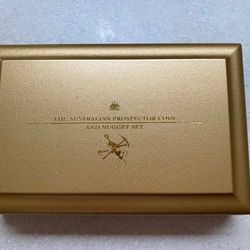 THE AUSTRALIAN PROSPECTOR COIN
AND NUGGET SET